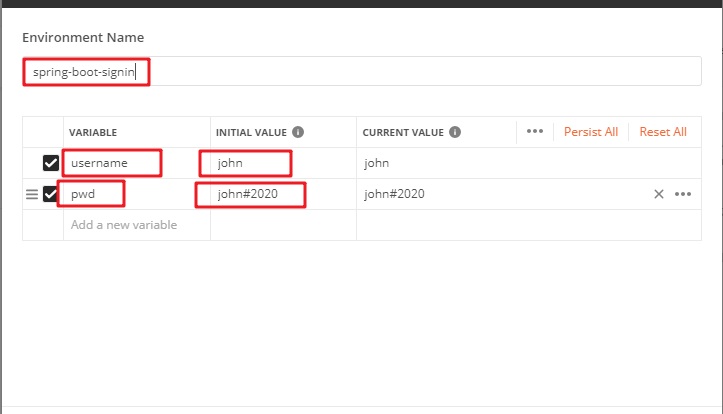 Environment Name
spring-boot-signin
VARIABLE INITIAL VALUE CURRENT VALUE Persist All Reset All
username john john
pwd john#2020 john#2020
Add a new variable